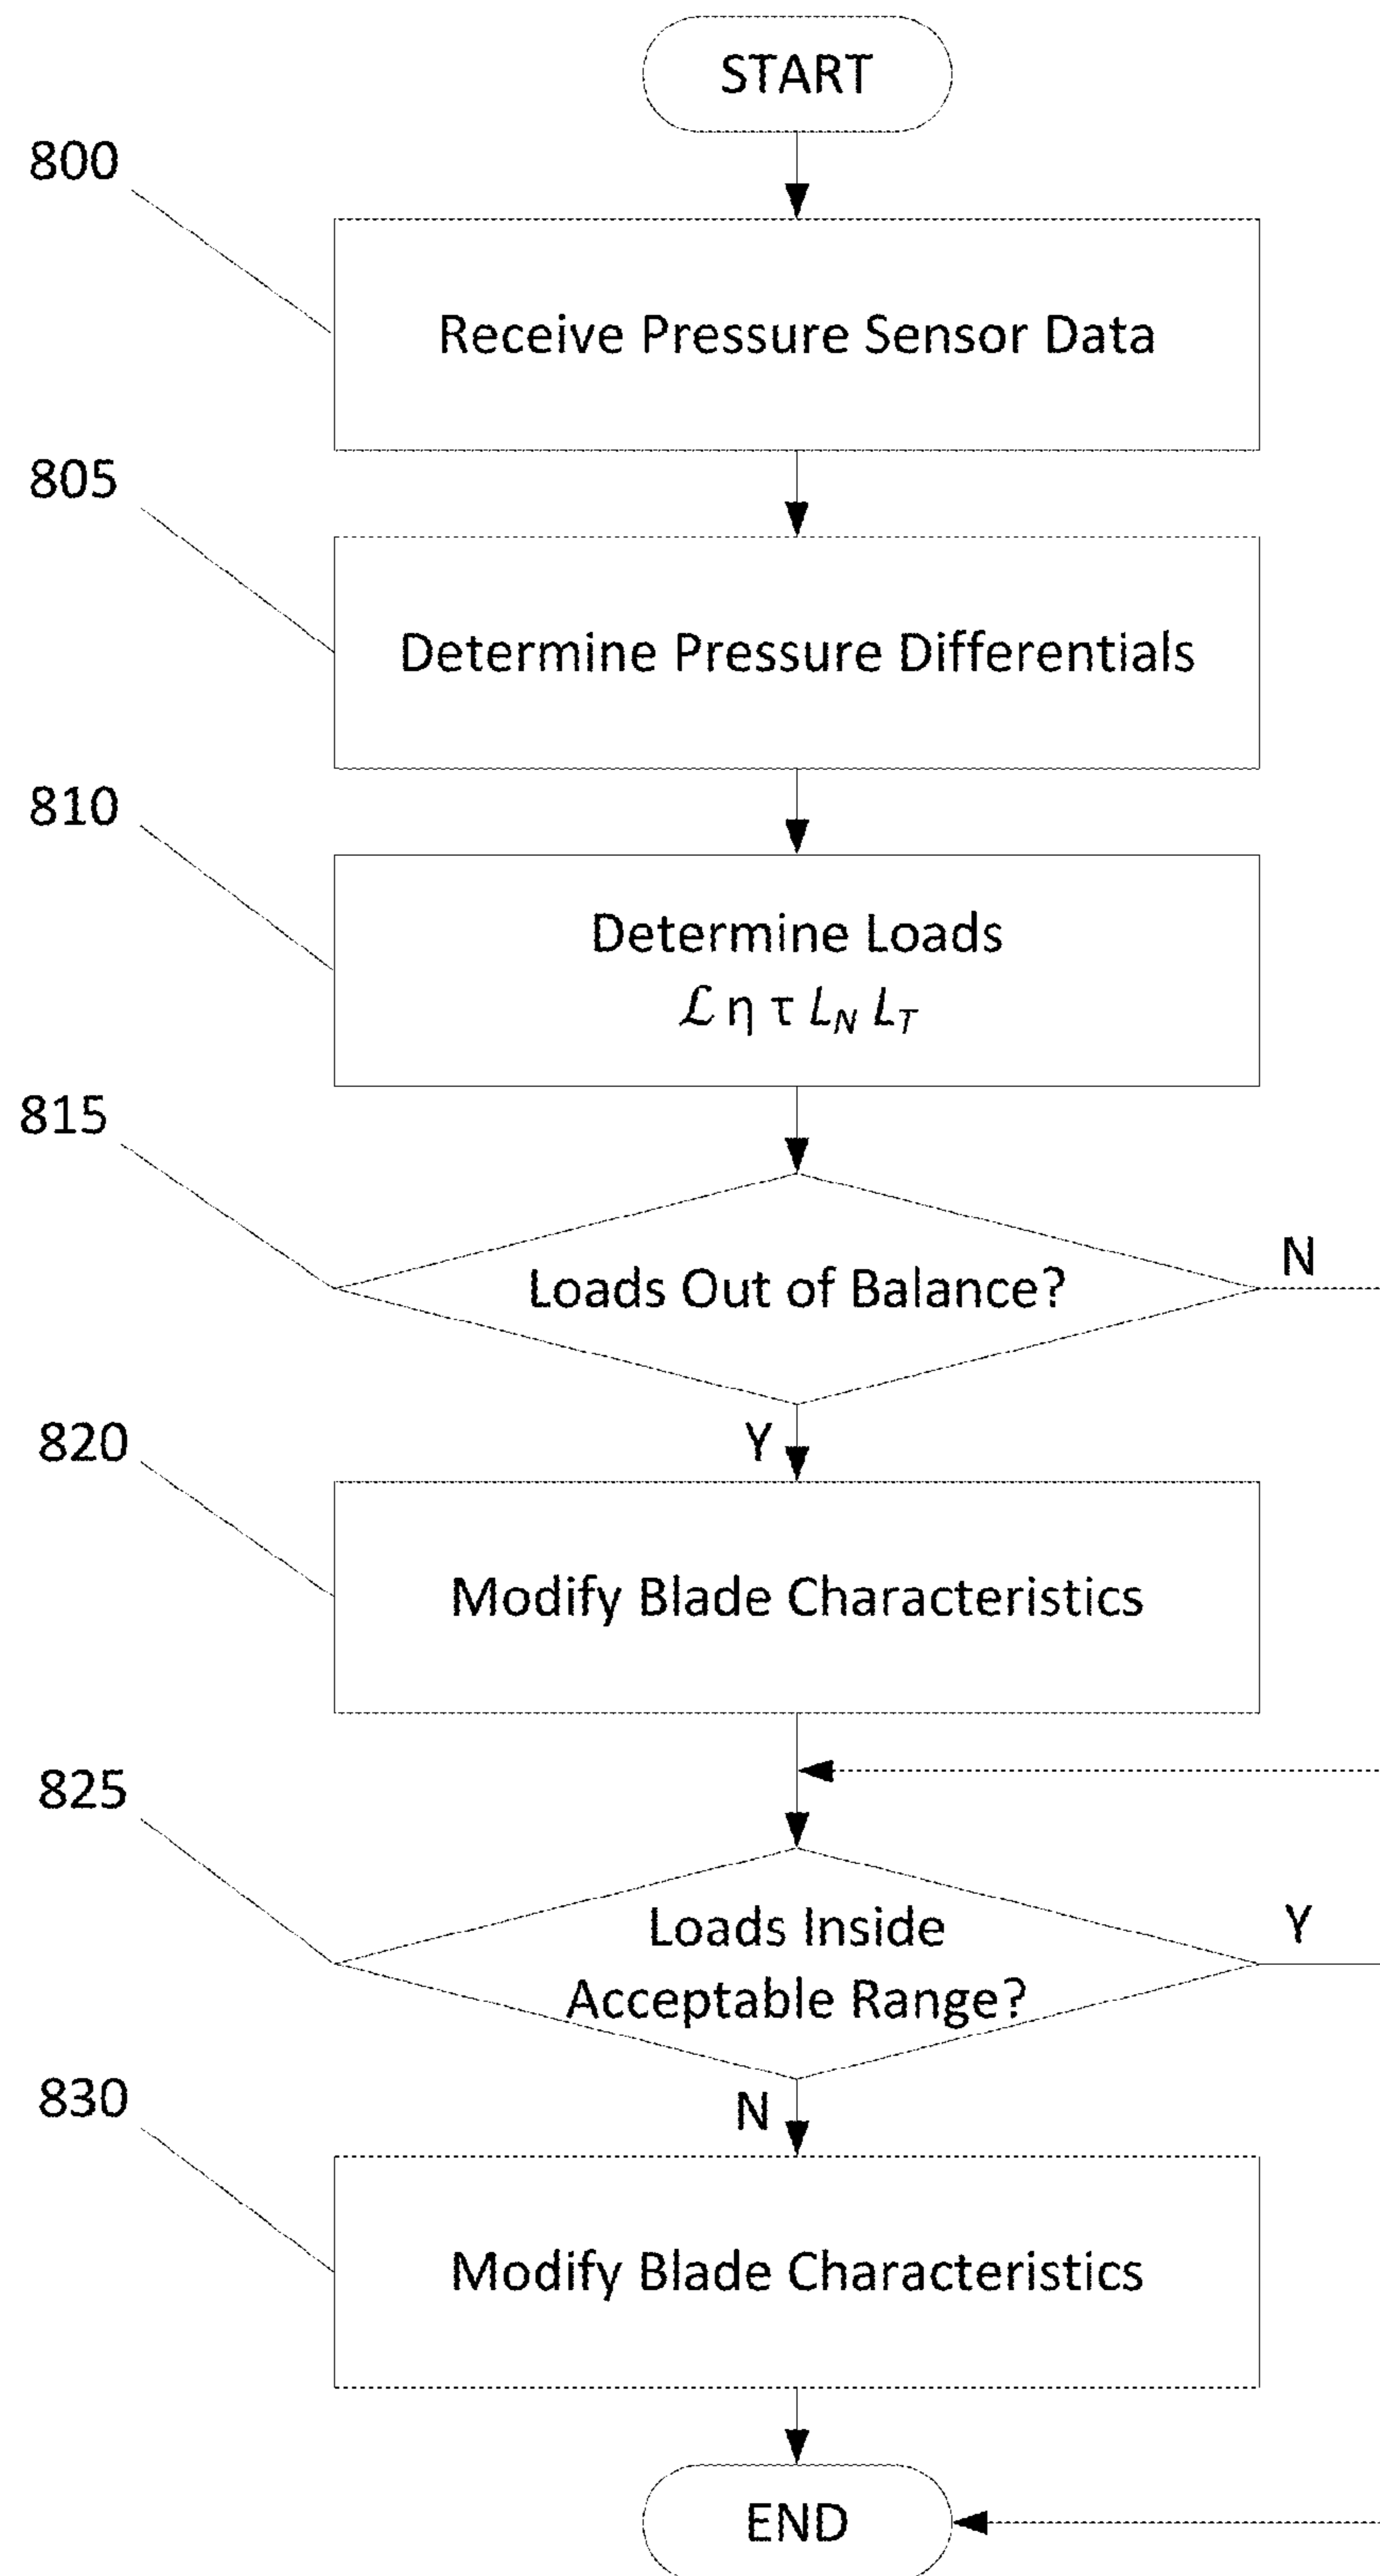 START
800
Receive Pressure Sensor Data
805
Determine Pressure Differentials
810
Determine Loads
ℒ η τ L_N L_T
815
Loads Out of Balance?
N
Y
820
Modify Blade Characteristics
825
Loads Inside
Acceptable Range?
Y
N
830
Modify Blade Characteristics
END